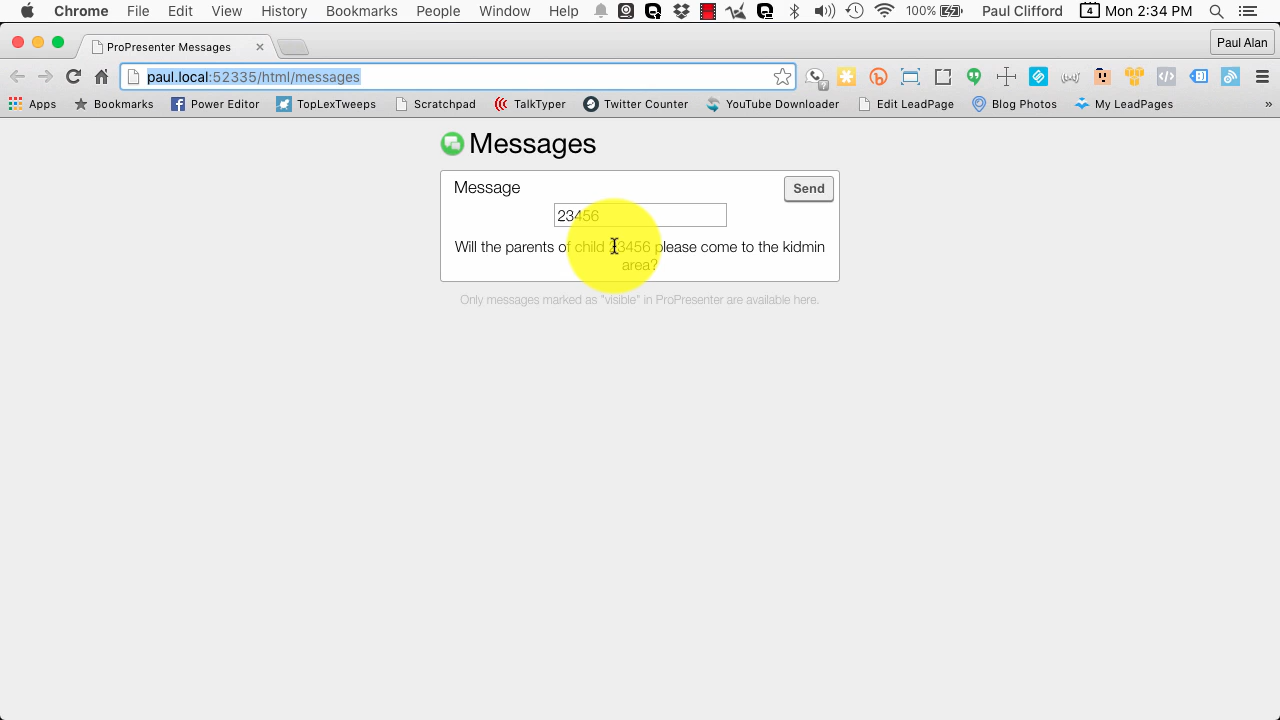 Chrome File Edit View History Bookmarks People Window Help 100% Paul Clifford 4 Mon 2:34 PM
ProPresenter Messages Paul Alan
paul.local:52335/html/messages
Apps Bookmarks Power Editor TopLexTweeps Scratchpad TalkTyper Twitter Counter YouTube Downloader Edit LeadPage Blog Photos My LeadPages »
Messages
Message Send
23456
Will the parents of child 23456 please come to the kidmin
area?
Only messages marked as "visible" in ProPresenter are available here.